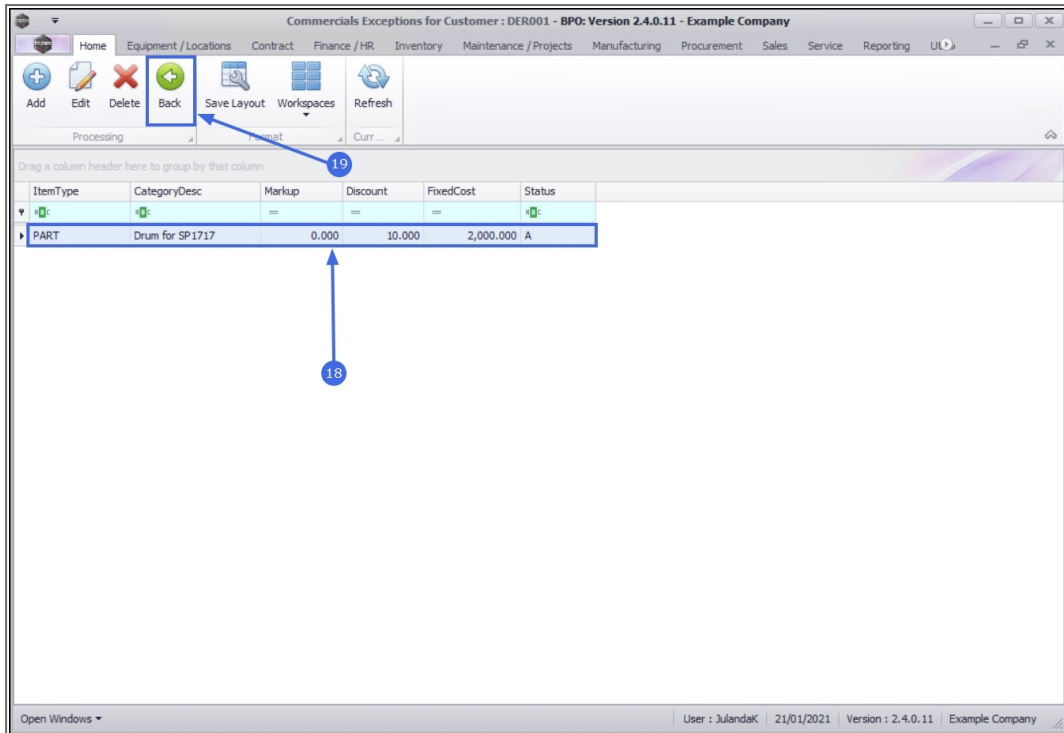 Commercials Exceptions for Customer : DER001 - BPO: Version 2.4.0.11 - Example Company
Home Equipment / Locations Contract Finance / HR Inventory Maintenance / Projects Manufacturing Procurement Sales Service Reporting
Add Edit Delete Back Save Layout Workspaces Refresh
Processing Format Curr...
19
Drag a column header here to group by that column
ItemType CategoryDesc Markup Discount FixedCost Status
= = =
PART Drum for SP1717 0.000 10.000 2,000.000 A
18
Open Windows User : JulandaK 21/01/2021 Version : 2.4.0.11 Example Company